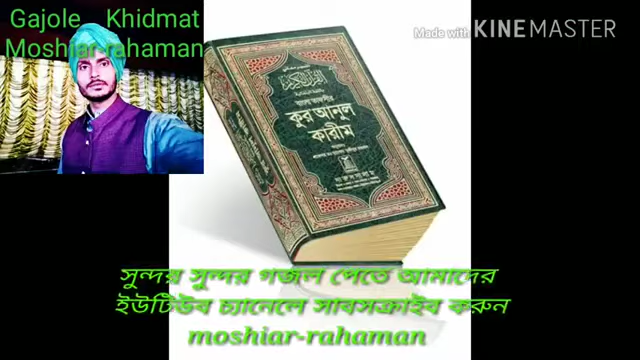 Gajole Khidmat
Moshiar-rahaman
Made with KINEMASTER
কুরআনুল
কারীম
সুন্দর সুন্দর গজল পেতে আমাদের
ইউটিউব চ্যানেলে সাবসক্রাইব করুন
moshiar-rahaman